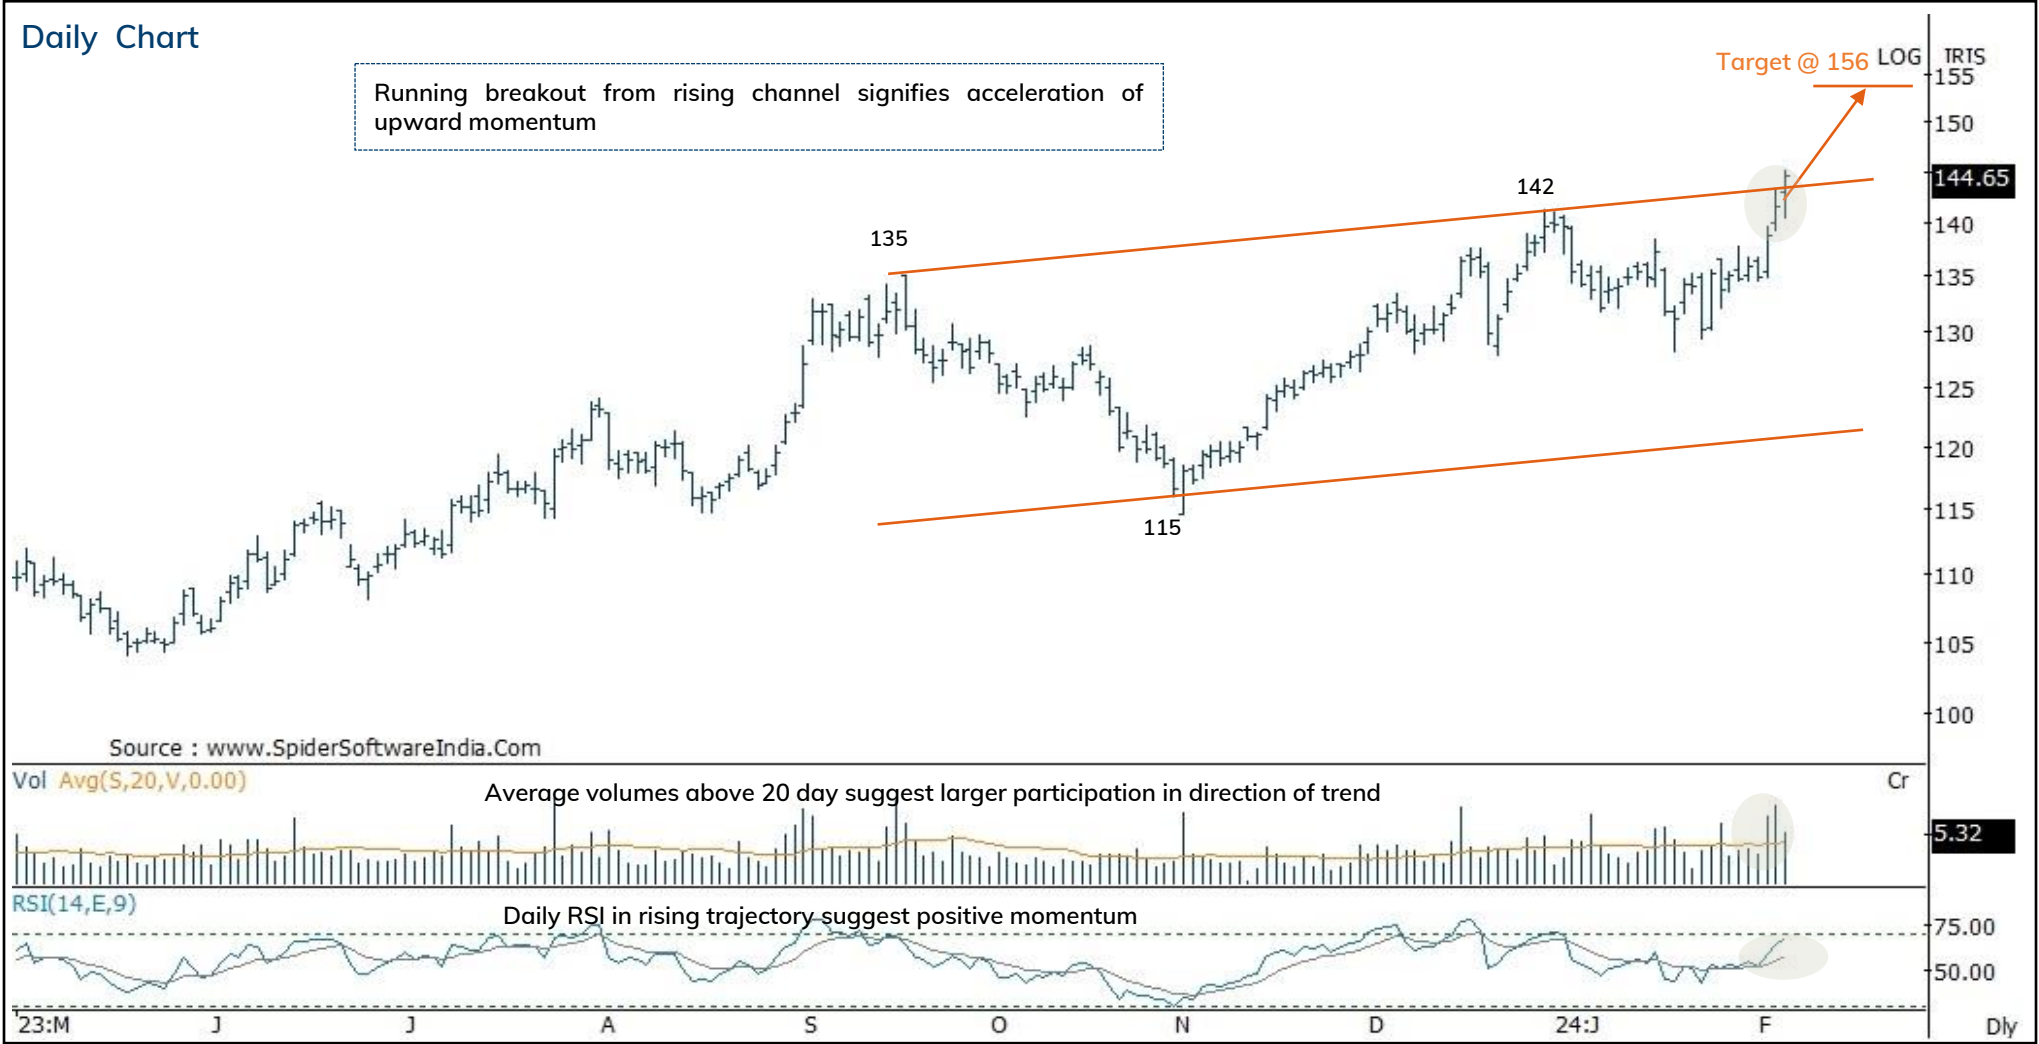 Daily Chart
Target @ 156 LOG IRIS
Running breakout from rising channel signifies acceleration of
upward momentum
155
150
144.65
142
140
135
135
130
125
120
115
115
110
105
100
Source : www.SpiderSoftwareIndia.Com
Vol Avg(S,20,V,0.00)
Average volumes above 20 day suggest larger participation in direction of trend
Cr
5.32
RSI(14,E,9)
Daily RSI in rising trajectory suggest positive momentum
75.00
50.00
'23:M J J A S O N D 24:J F
Dly